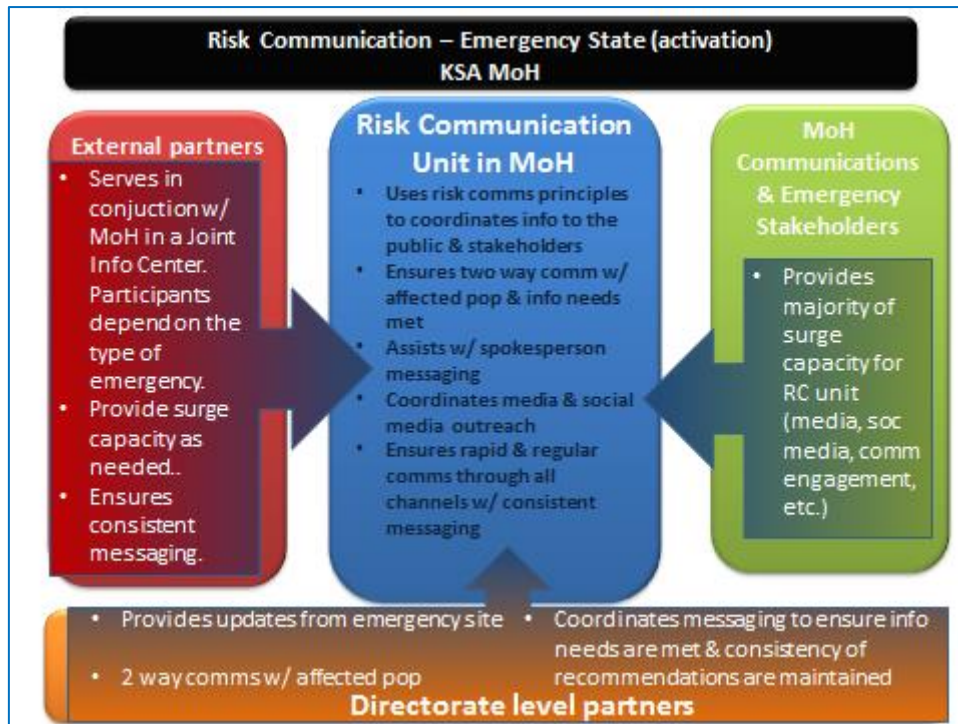 Risk Communication – Emergency State (activation)
KSA MoH
External partners
• Serves in
conjuction w/
MoH in a Joint
Info Center.
Participants
depend on the
type of
emergency.
• Provide surge
capacity as
needed..
• Ensures
consistent
messaging.
Risk Communication
Unit in MoH
• Uses risk comms principles
to coordinates info to the
public & stakeholders
• Ensures two way comm w/
affected pop & info needs
met
• Assists w/ spokesperson
messaging
• Coordinates media & social
media outreach
• Ensures rapid & regular
comms through all
channels w/ consistent
messaging
MoH
Communications
& Emergency
Stakeholders
• Provides
majority of
surge
capacity for
RC unit
(media, soc
media, comm
engagement,
etc.)
• Provides updates from emergency site
• 2 way comms w/ affected pop
• Coordinates messaging to ensure info
needs are met & consistency of
recommendations are maintained
Directorate level partners